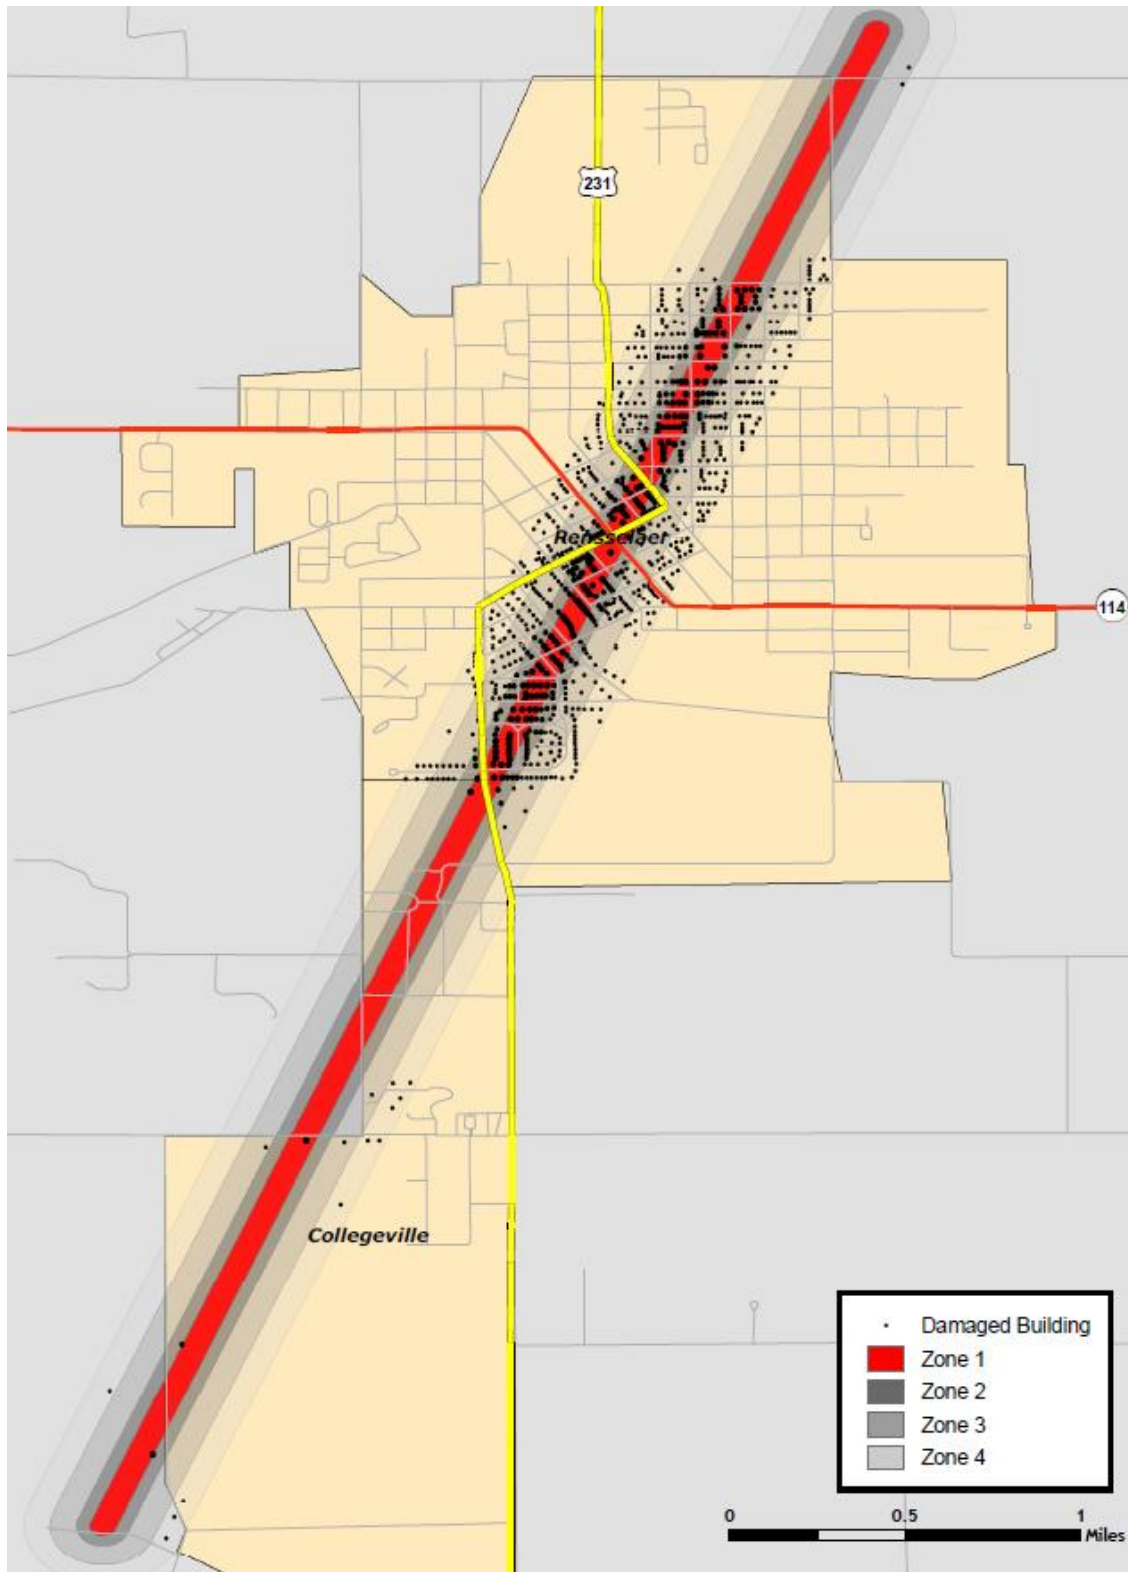 231
Rensselaer
114
Collegeville
Damaged Building
Zone 1
Zone 2
Zone 3
Zone 4
0 0.5 1
Miles